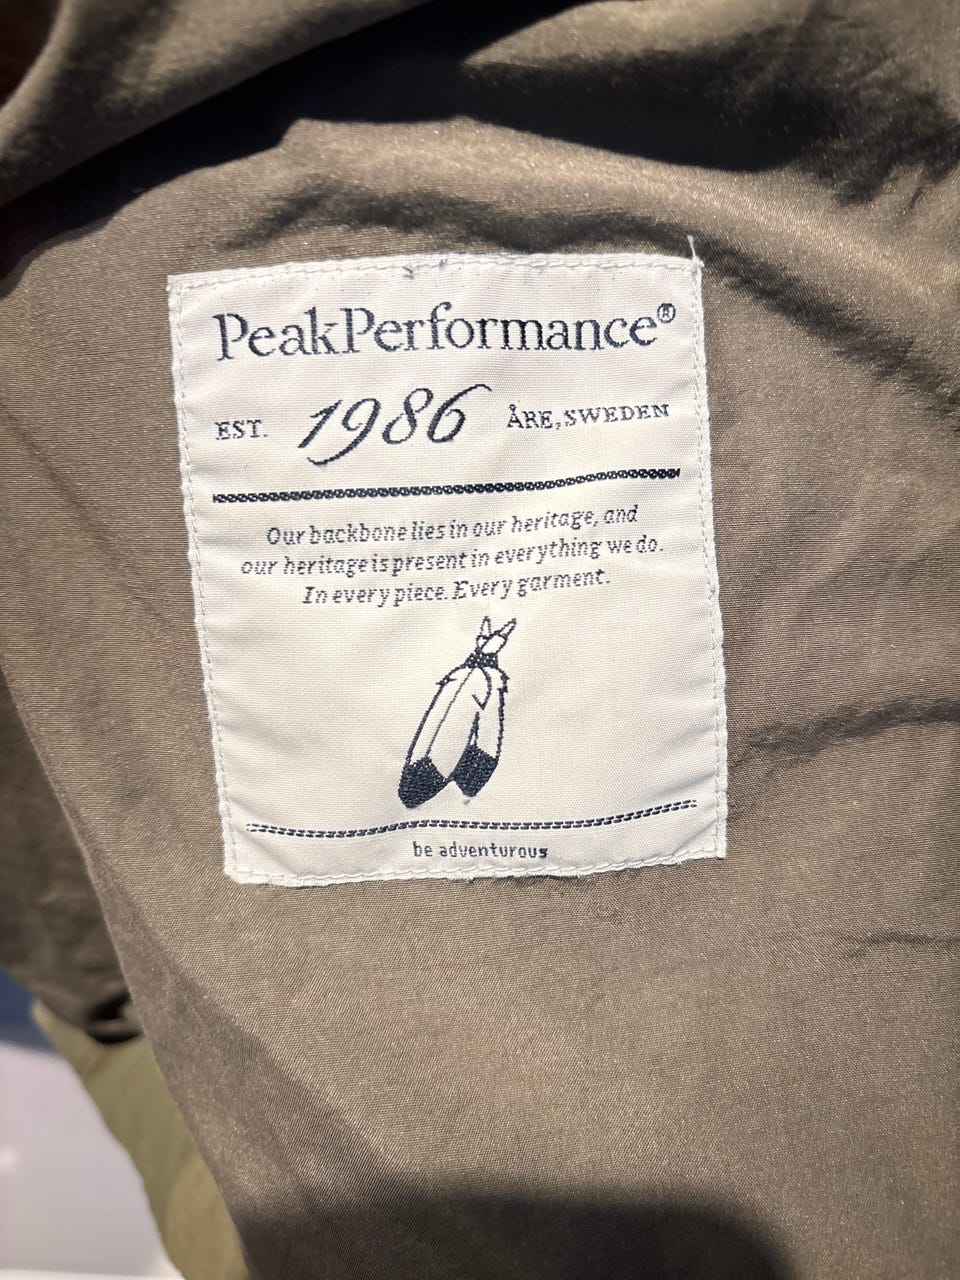 PeakPerformance®
EST. 1986 ÅRE, SWEDEN
Our backbone lies in our heritage, and
our heritage is present in everything we do.
In every piece. Every garment.
be adventurous